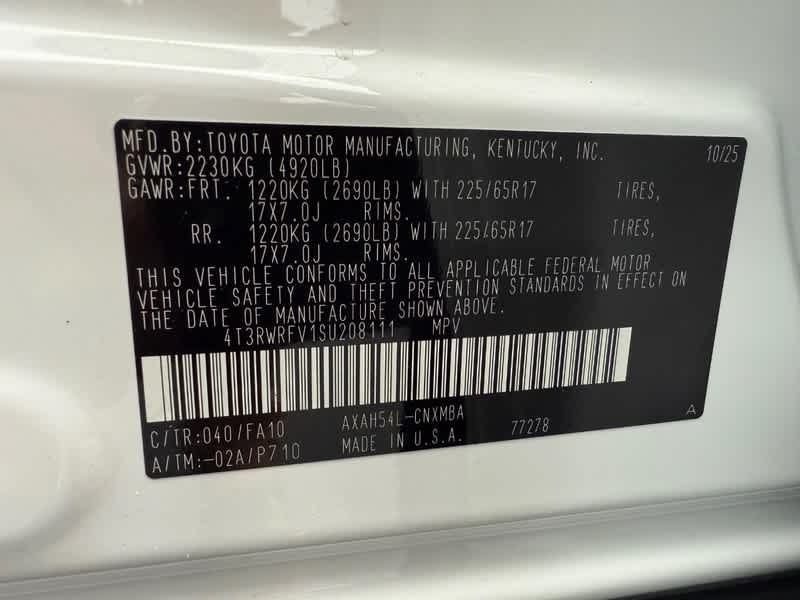 MFD.BY:TOYOTA MOTOR MANUFACTURING, KENTUCKY, INC. 10/25
GVWR:2230KG (4920LB)
GAWR:FRT. 1220KG (2690LB) WITH 225/65R17 TIRES,
17X7.0J RIMS.
RR. 1220KG (2690LB) WITH 225/65R17 TIRES,
17X7.0J RIMS.
THIS VEHICLE CONFORMS TO ALL APPLICABLE FEDERAL MOTOR
VEHICLE SAFETY AND THEFT PREVENTION STANDARDS IN EFFECT ON
THE DATE OF MANUFACTURE SHOWN ABOVE.
4T3RWRFV1SU208111 MPV
C/TR:040/FA10 AXAH54L-CNXMBA
A/TM:-02A/P710 MADE IN U.S.A. 77278 A